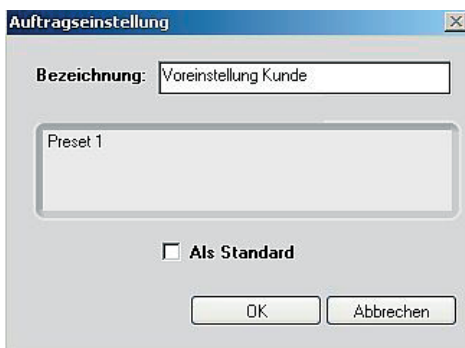 Auftragseinstellung
Bezeichnung: Voreinstellung Kunde
Preset 1
Als Standard
OK Abbrechen